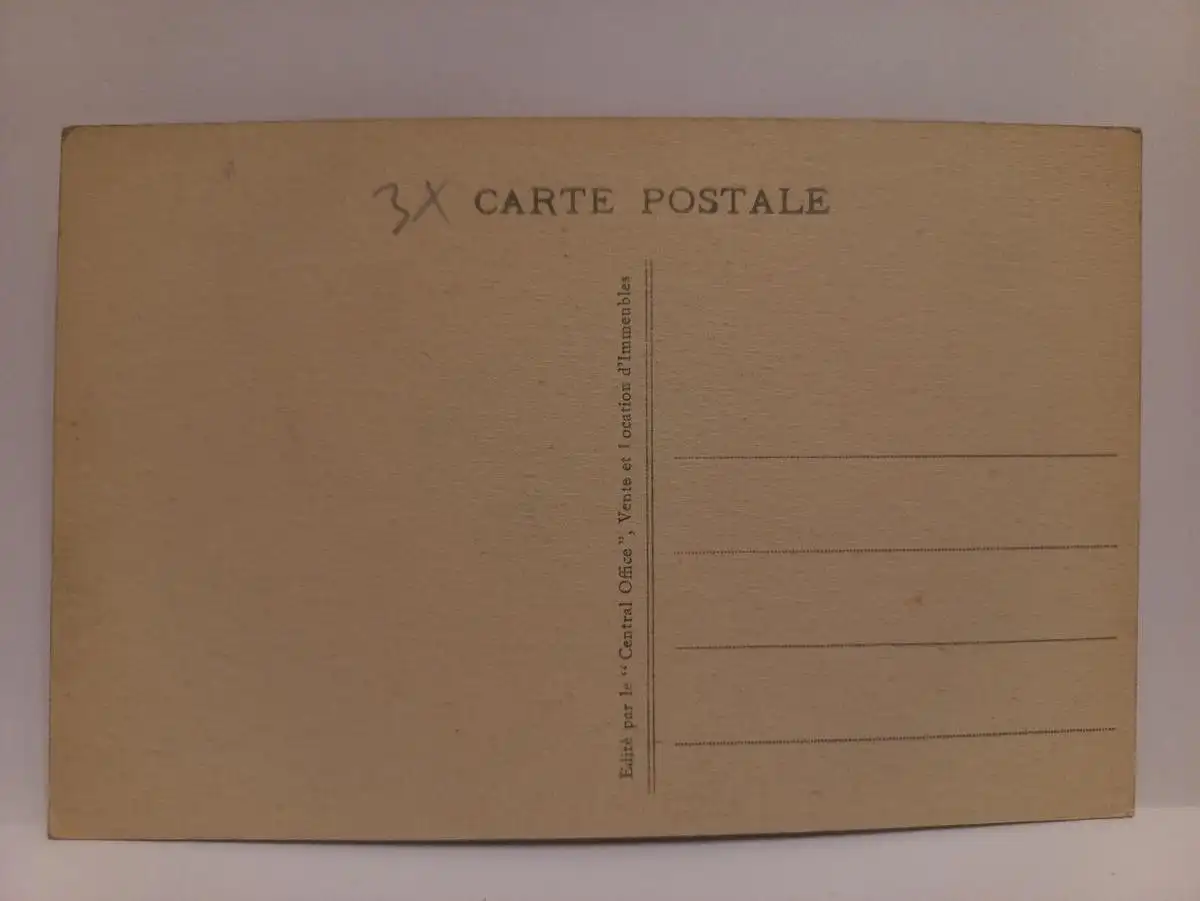 3X CARTE POSTALE
Edité par le “ Central Office ”, Vente et Location d'Immeubles